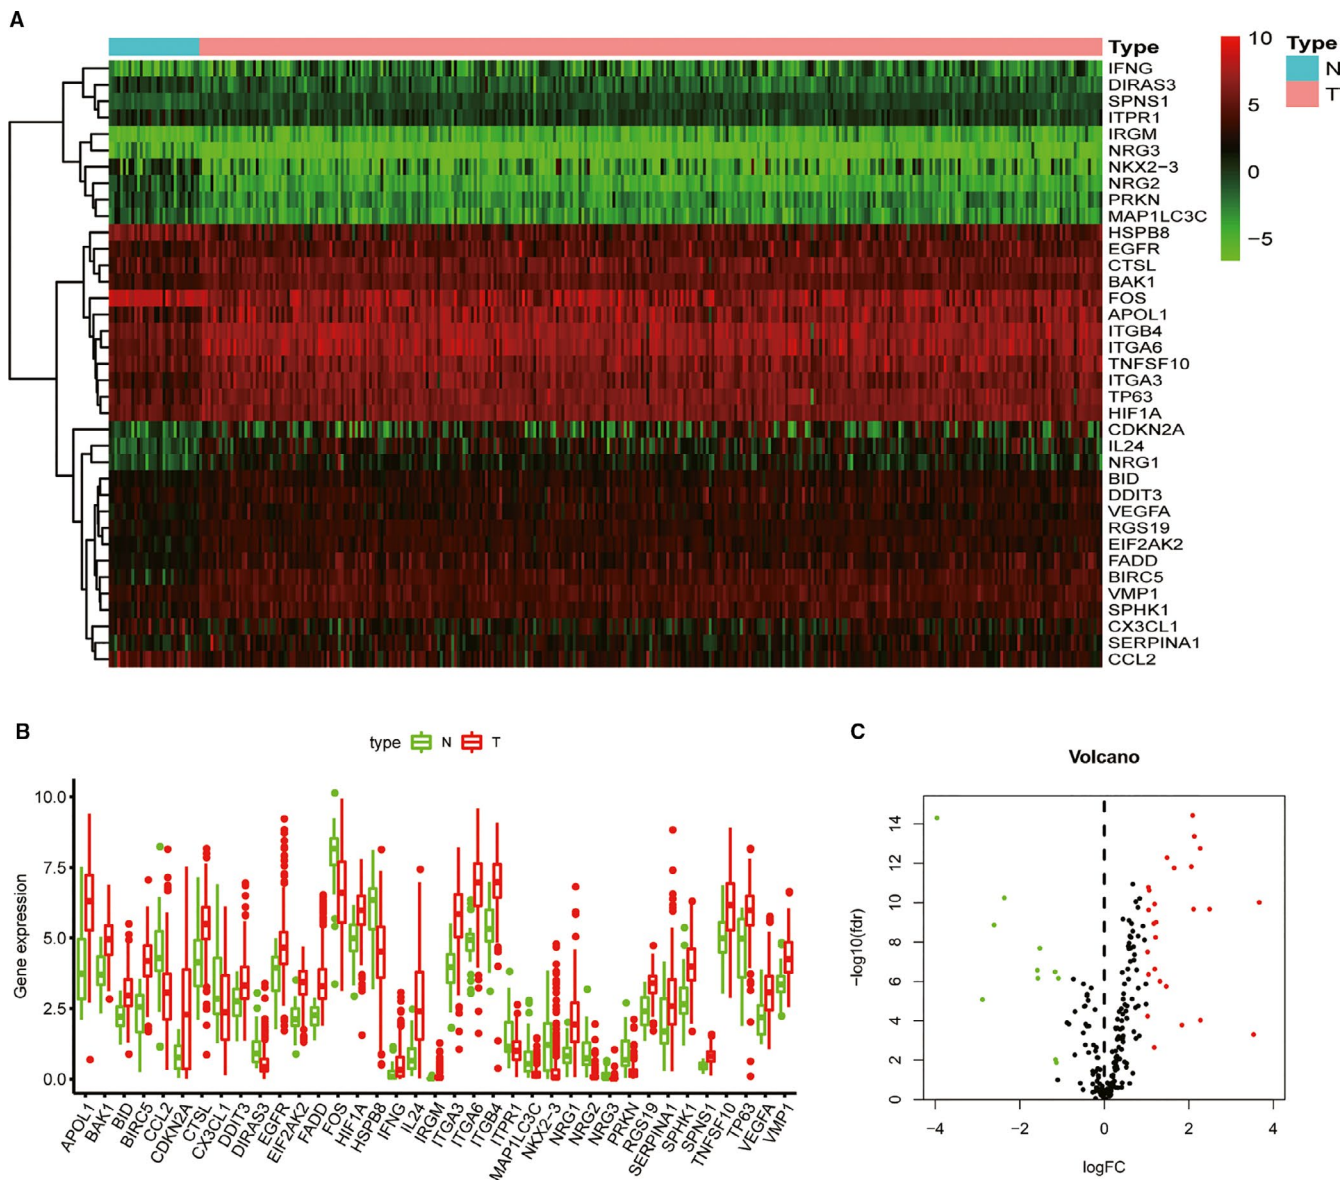 A
Type
IFNG
DIRAS3
SPNS1
ITPR1
IRGM
NRG3
NKX2−3
NRG2
PRKN
MAP1LC3C
HSPB8
EGFR
CTSL
BAK1
FOS
APOL1
ITGB4
ITGA6
TNFSF10
ITGA3
TP63
HIF1A
CDKN2A
IL24
NRG1
BID
DDIT3
VEGFA
RGS19
EIF2AK2
FADD
BIRC5
VMP1
SPHK1
CX3CL1
SERPINA1
CCL2
10
5
0
−5
Type
N
T
B
type N T
Gene expression
10.0
7.5
5.0
2.5
0.0
APOL1
BAK1
BID
BIRC5
CCL2
CDKN2A
CTSL
CX3CL1
DDIT3
DIRAS3
EGFR
EIF2AK2
FADD
FOS
HIF1A
HSPB8
IFNG
IL24
IRGM
ITGA3
ITGA6
ITGB4
ITPR1
MAP1LC3C
NKX2−3
NRG1
NRG2
NRG3
PRKN
RGS19
SERPINA1
SPHK1
SPNS1
TNFSF10
TP63
VEGFA
VMP1
C
Volcano
−log10(fdr)
14
12
10
8
6
4
2
0
−4 −2 0 2 4
logFC